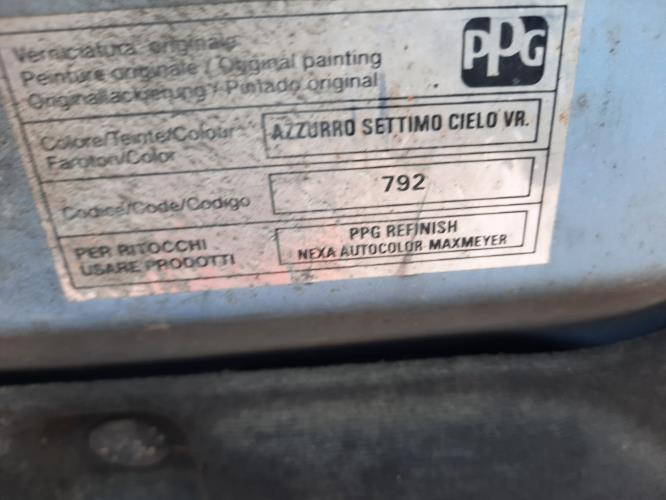 Verniciatura originale
Peinture originale / Original painting
Originallackierung / Pintado original
PPG
Colore/Teinte/Colour
Farbton/Color
AZZURRO SETTIMO CIELO VR.
Codice/Code/Codigo
792
PER RITOCCHI
USARE PRODOTTI
PPG REFINISH
NEXA AUTOCOLOR-MAXMEYER